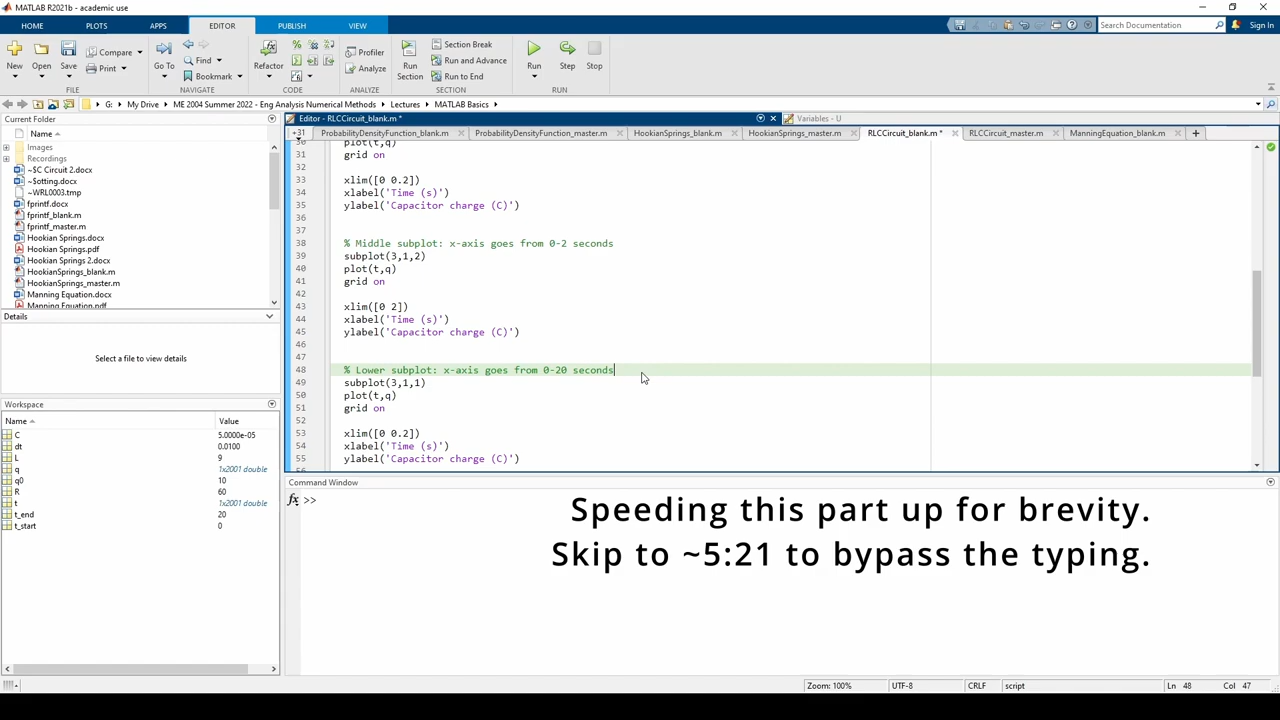 MATLAB R2021b - academic use
HOME PLOTS APPS EDITOR PUBLISH VIEW
Search Documentation
Sign In
New Open Save Compare Print Go To Find Bookmark Refactor Profiler Analyze Run Section Section Break Run and Advance Run to End Run Step Stop
FILE NAVIGATE CODE ANALYZE SECTION RUN
G: My Drive ME 2004 Summer 2022 - Eng Analysis Numerical Methods Lectures MATLAB Basics
Current Folder
Name
Images
Recordings
~SC Circuit 2.docx
~Sotting.docx
~WRL0003.tmp
fprintf.docx
fprintf_blank.m
fprintf_master.m
Hookian Springs.docx
Hookian Springs.pdf
Hookian Springs 2.docx
HookianSprings_blank.m
HookianSprings_master.m
Manning Equation.docx
Manning Equation.pdf
Details
Select a file to view details
Workspace
Name Value
C 5.0000e-05
dt 0.0100
L 9
q 1x2001 double
q0 10
R 60
t 1x2001 double
t_end 20
t_start 0
Editor - RLCCircuit_blank.m *
Variables - U
+31 ProbabilityDensityFunction_blank.m ProbabilityDensityFunction_master.m HookianSprings_blank.m HookianSprings_master.m RLCCircuit_blank.m * RLCCircuit_master.m ManningEquation_blank.m
30 plot(t,q)
31 grid on
32
33 xlim([0 0.2])
34 xlabel('Time (s)')
35 ylabel('Capacitor charge (C)')
36
37
38 % Middle subplot: x-axis goes from 0-2 seconds
39 subplot(3,1,2)
40 plot(t,q)
41 grid on
42
43 xlim([0 2])
44 xlabel('Time (s)')
45 ylabel('Capacitor charge (C)')
46
47
48 % Lower subplot: x-axis goes from 0-20 seconds
49 subplot(3,1,1)
50 plot(t,q)
51 grid on
52
53 xlim([0 0.2])
54 xlabel('Time (s)')
55 ylabel('Capacitor charge (C)')
Command Window
fx >>
Speeding this part up for brevity.
Skip to ~5:21 to bypass the typing.
Zoom: 100% UTF-8 CRLF script Ln 48 Col 47